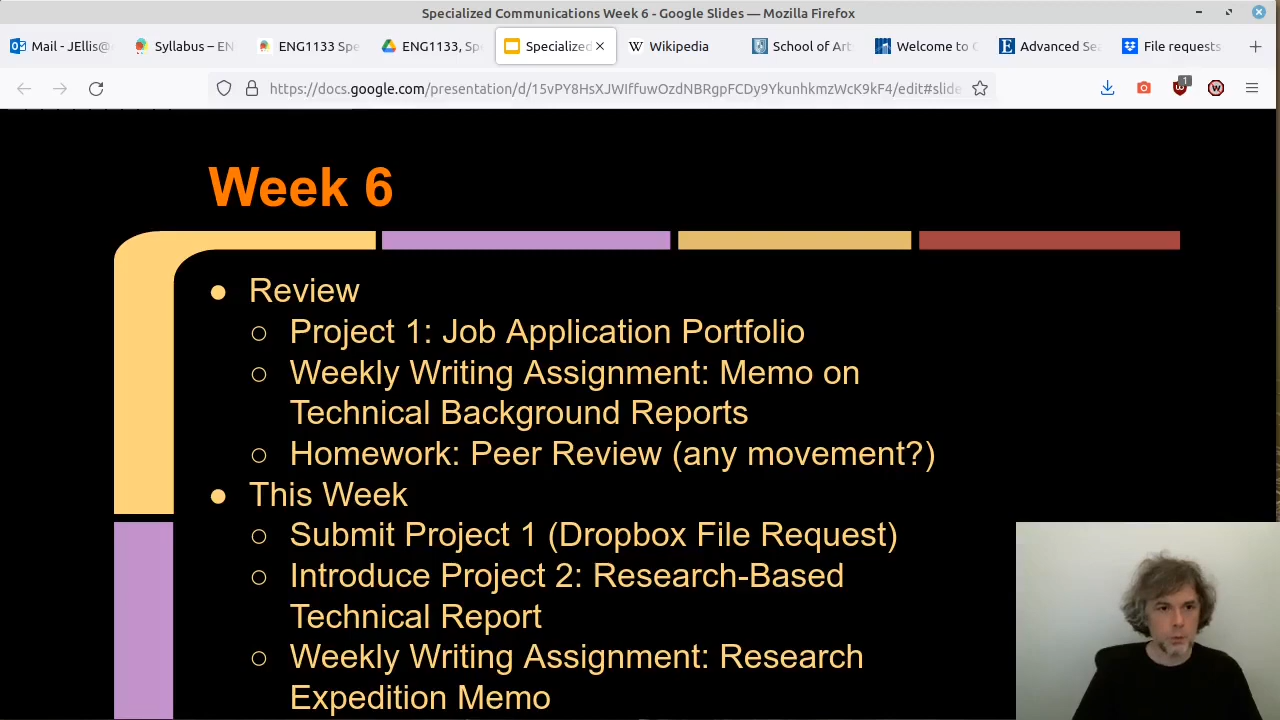 Specialized Communications Week 6 - Google Slides — Mozilla Firefox
Mail - JEllis@
Syllabus – EN
ENG1133 Spe
ENG1133, Sp
Specialized
Wikipedia
School of Art
Welcome to
Advanced Sea
File requests
https://docs.google.com/presentation/d/15vPY8HsXJWIffuwOzdNBRgpFCDy9YkunhkmzWcK9kF4/edit#slide
1
Week 6
● Review
○ Project 1: Job Application Portfolio
○ Weekly Writing Assignment: Memo on
Technical Background Reports
○ Homework: Peer Review (any movement?)
● This Week
○ Submit Project 1 (Dropbox File Request)
○ Introduce Project 2: Research-Based
Technical Report
○ Weekly Writing Assignment: Research
Expedition Memo